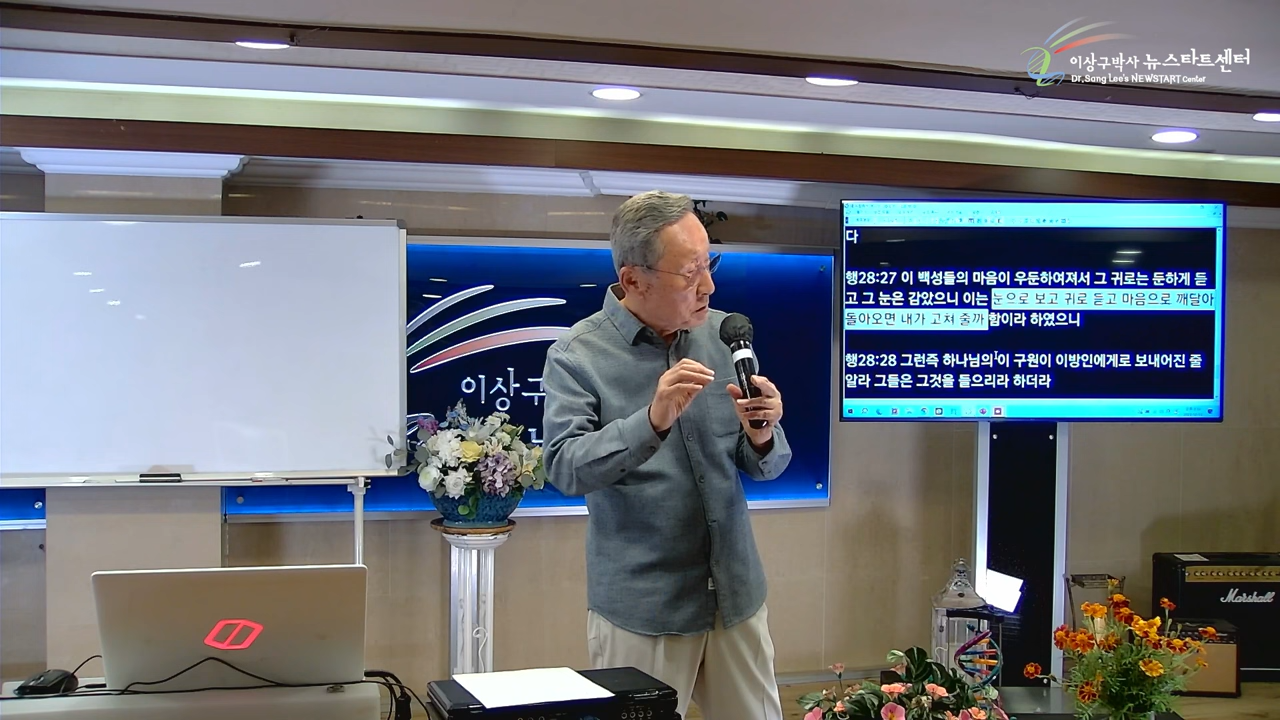 이상구박사 뉴스타트센터
Dr. Sang Lee's NEWSTART Center
다
행28:27 이 백성들의 마음이 우둔하여져서 그 귀로는 둔하게 듣
고 그 눈은 감았으니 이는 눈으로 보고 귀로 듣고 마음으로 깨달아
돌아오면 내가 고쳐 줄까 함이라 하였으니
행28:28 그런즉 하나님의 이 구원이 이방인에게로 보내어진 줄
알라 그들은 그것을 들으리라 하더라
이상구
Marshall